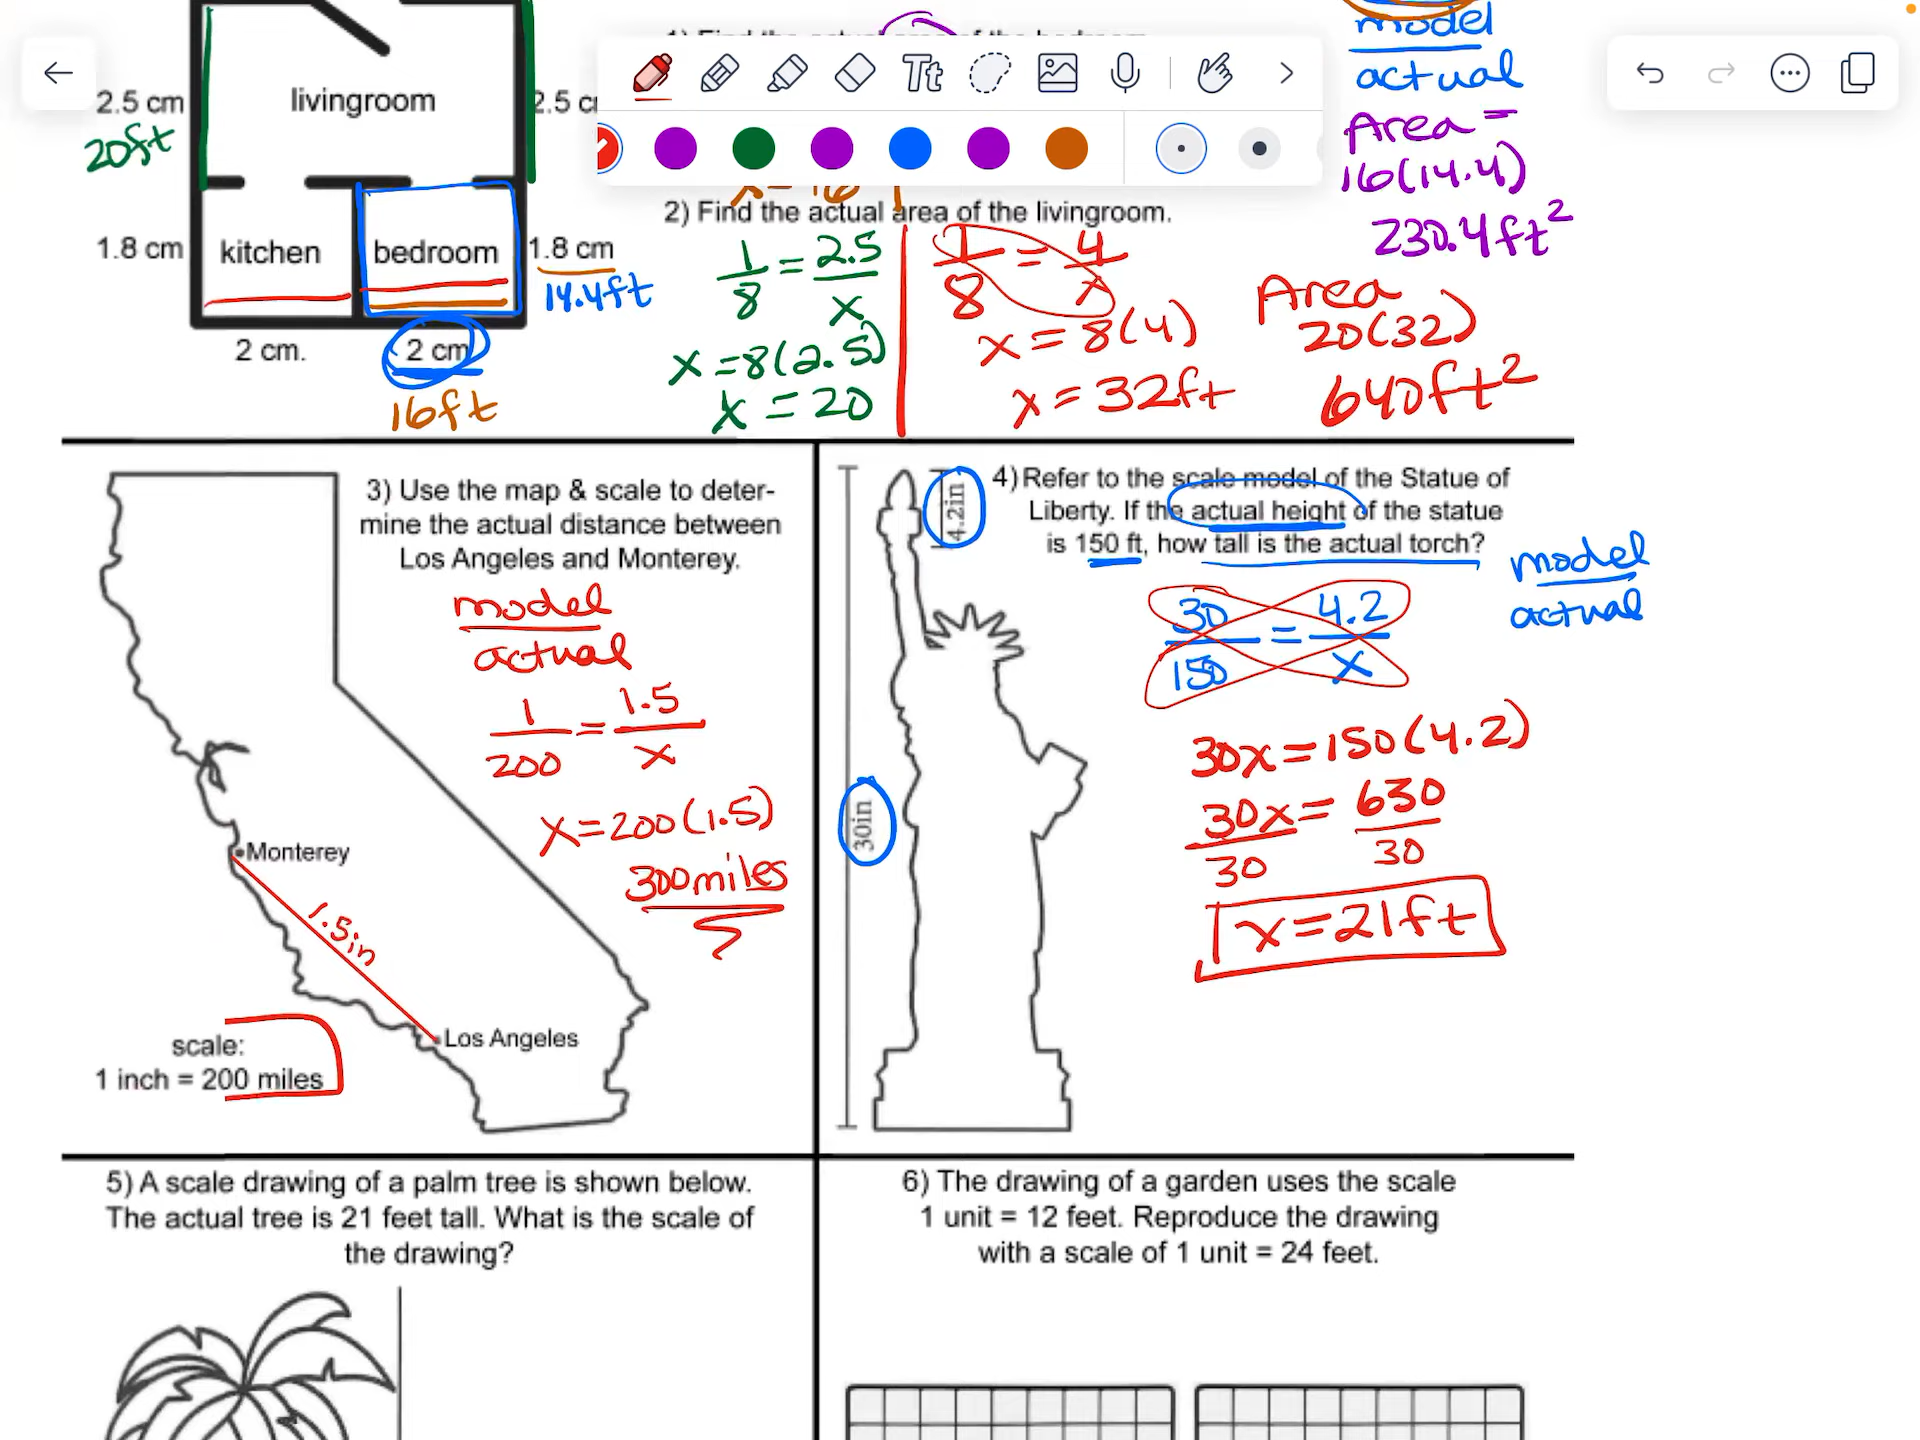 model
actual
Tt
2.5 cm
livingroom
20ft
Area =
16(14.4)
230.4ft²
2) Find the actual area of the livingroom.
1.8 cm
kitchen
bedroom
1.8 cm
14.4ft
2 cm.
2 cm
16ft
1/8 = 2.5/x
x=8(2.5)
x = 20
1/8 = 4/x
x = 8(4)
x = 32ft
Area
20(32)
640ft²
3) Use the map & scale to deter-
mine the actual distance between
Los Angeles and Monterey.
model
actual
1/200 = 1.5/x
x=200(1.5)
300miles
Monterey
1.5in
Los Angeles
scale:
1 inch = 200 miles
4.2in
30in
4) Refer to the scale model of the Statue of
Liberty. If the actual height of the statue
is 150 ft, how tall is the actual torch?
model
actual
30/150 = 4.2/x
30x=150(4.2)
30x/30 = 630/30
x=21ft
5) A scale drawing of a palm tree is shown below.
The actual tree is 21 feet tall. What is the scale of
the drawing?
6) The drawing of a garden uses the scale
1 unit = 12 feet. Reproduce the drawing
with a scale of 1 unit = 24 feet.